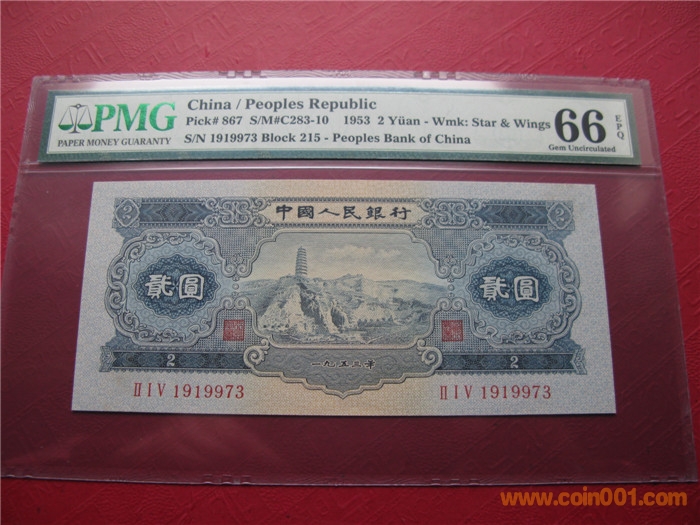 PMG
PAPER MONEY GUARANTY
China / Peoples Republic
Pick# 867 S/M#C283-10 1953 2 Yüan - Wmk: Star & Wings
S/N 1919973 Block 215 - Peoples Bank of China
66 EPQ
Gem Uncirculated
2 中國人民銀行 2
貳 圓 貳圓
2 一九五三年 2
II I V 1919973 II I V 1919973
www.coin001.com